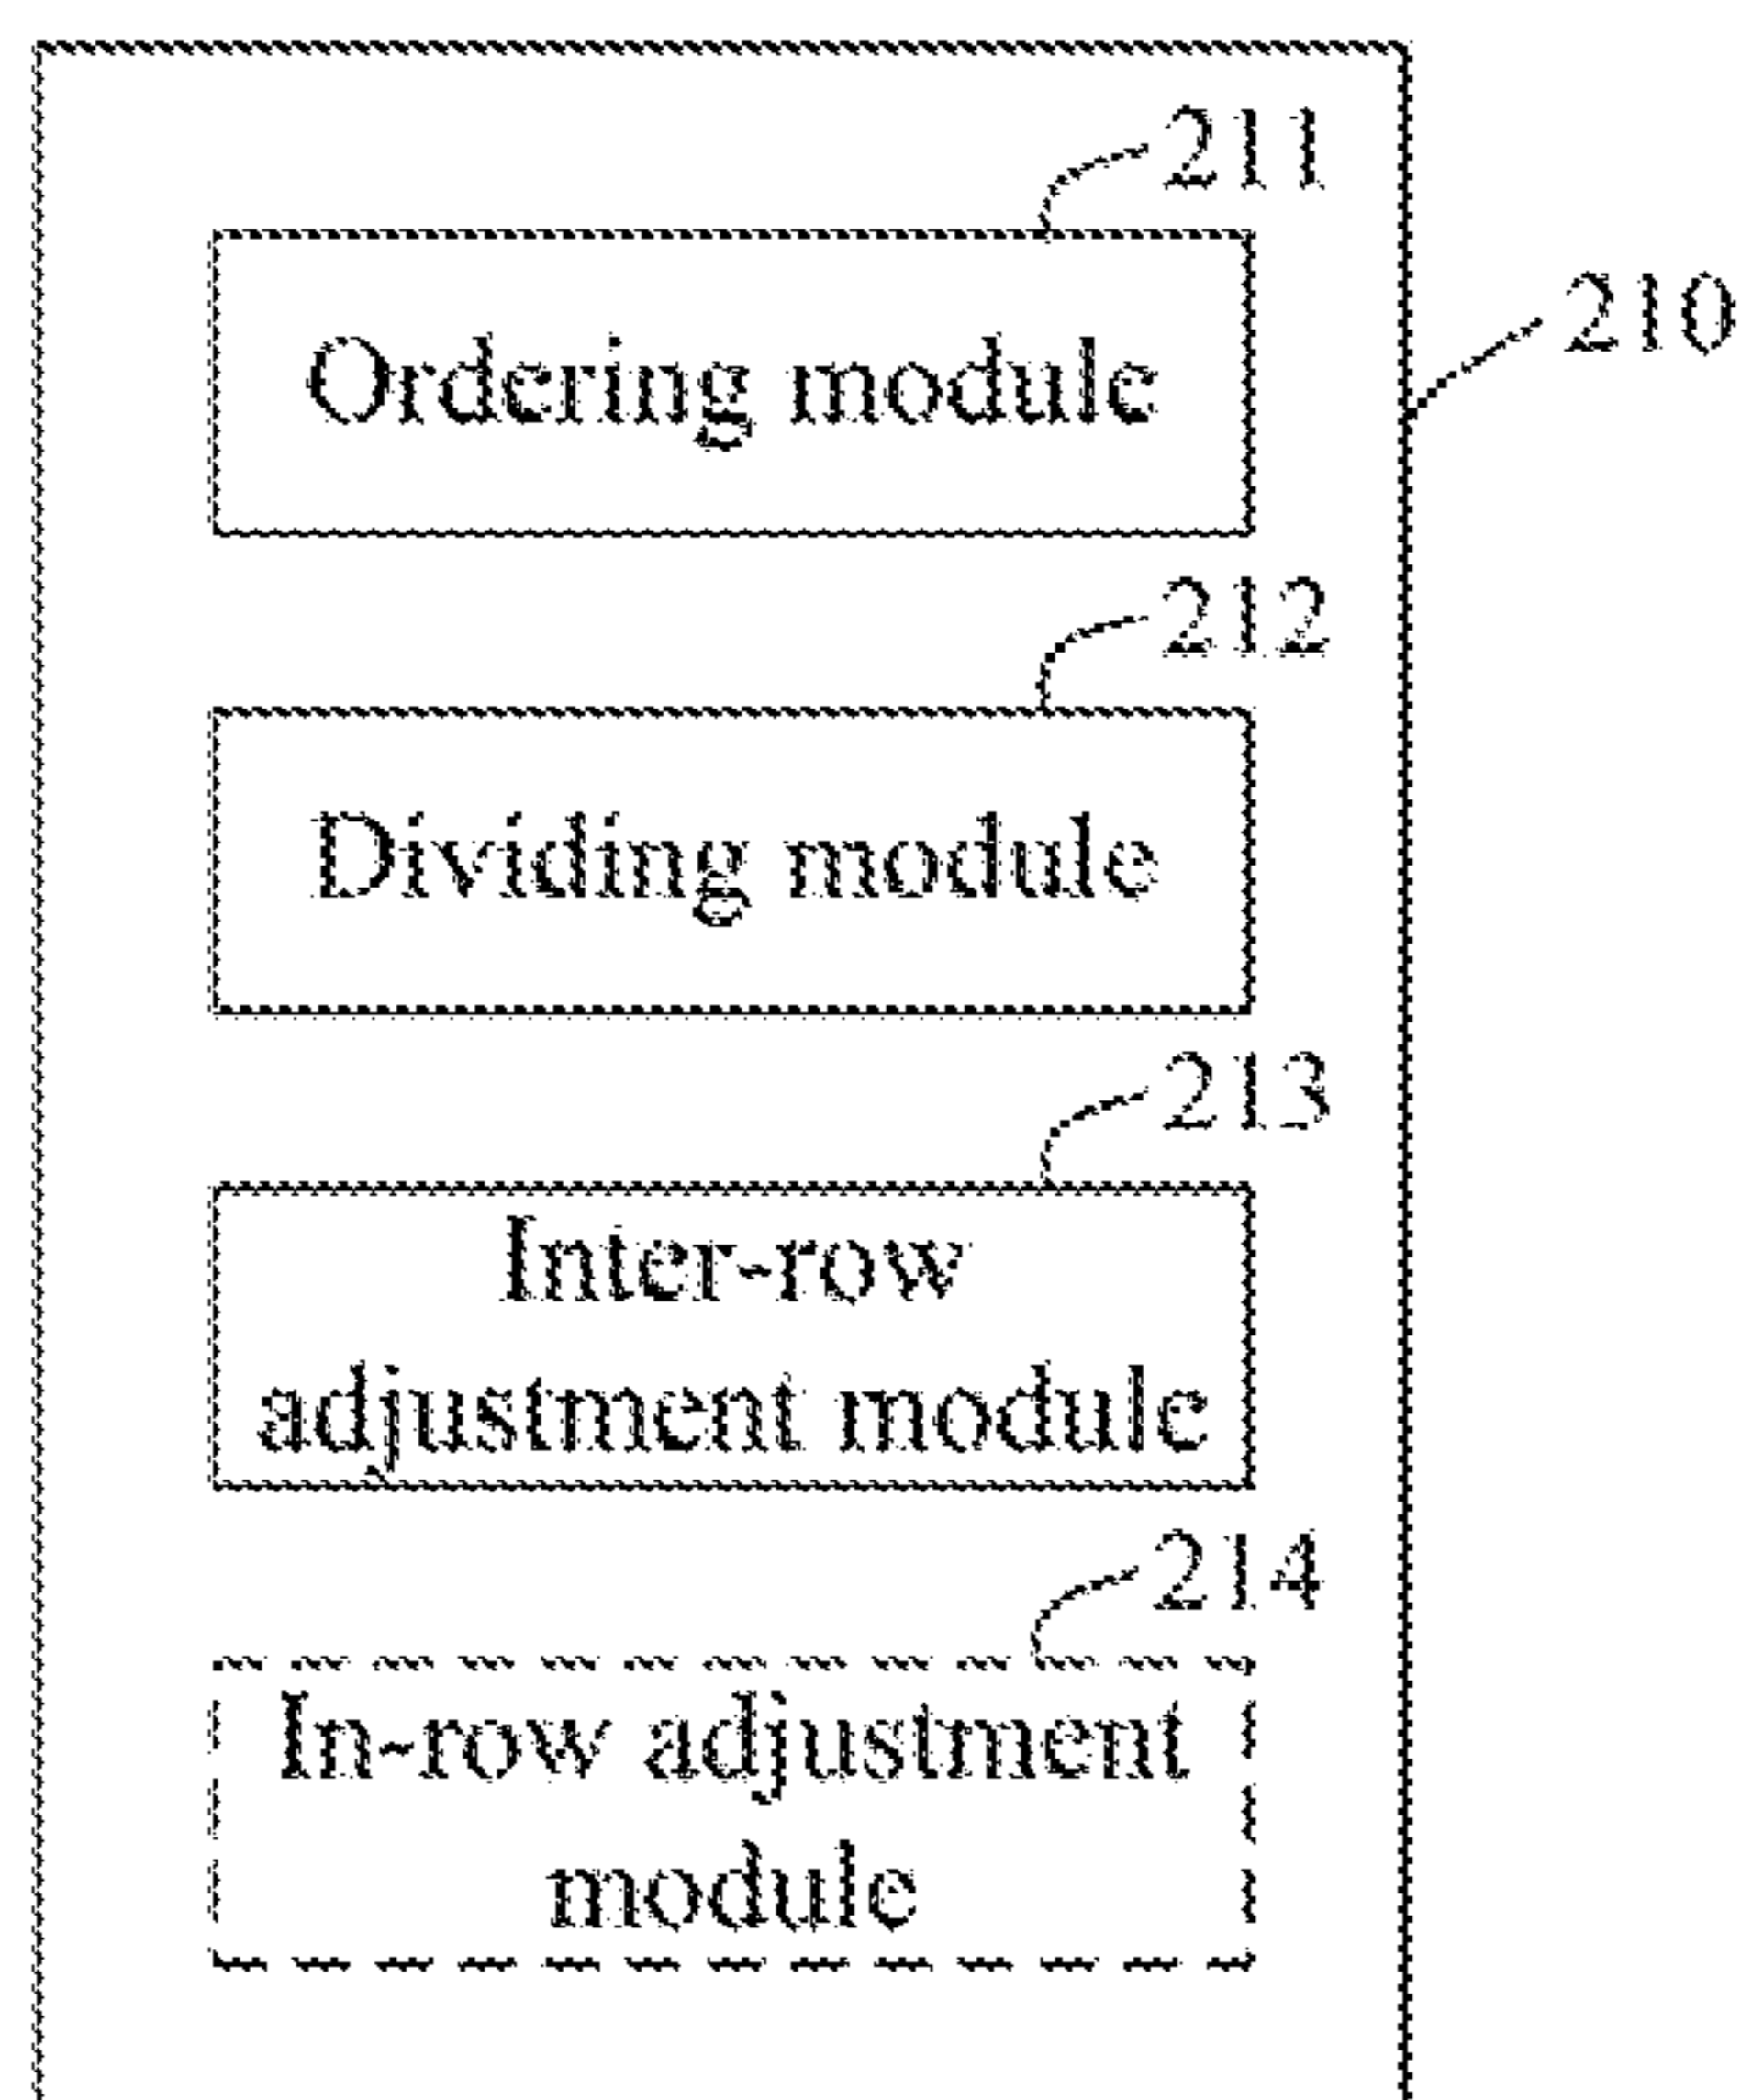 211
210
Ordering module
212
Dividing module
213
Inter-row
adjustment module
214
In-row adjustment
module